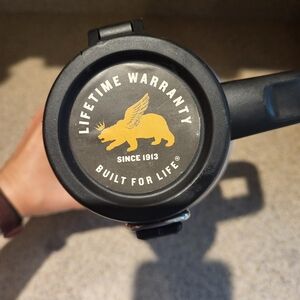 LIFETIME WARRANTY
SINCE 1913
BUILT FOR LIFE®